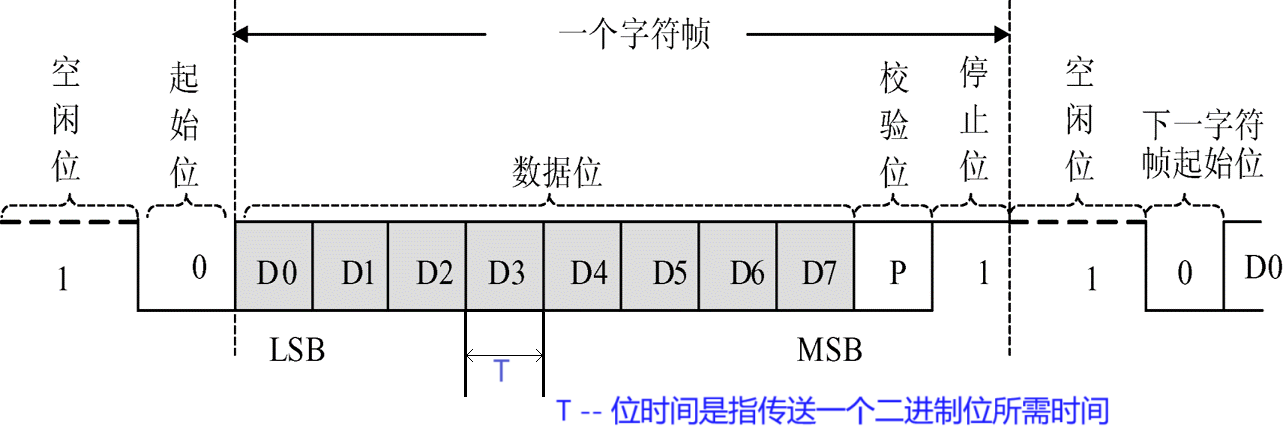 一个字符帧
空闲位
起始位
数据位
校验位
停止位
空闲位
下一字符
帧起始位
1 0 D0 D1 D2 D3 D4 D5 D6 D7 P 1 1 0 D0
LSB MSB
T
T -- 位时间是指传送一个二进制位所需时间